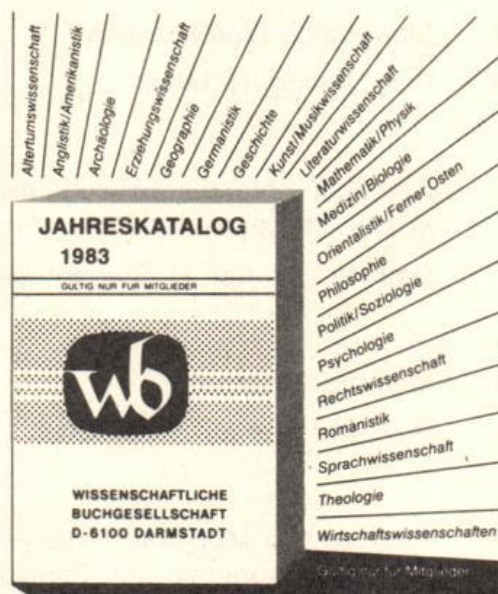 Altertumswissenschaft
Anglistik/Amerikanistik
Archäologie
Erziehungswissenschaft
Geographie
Germanistik
Geschichte
Kunst/Musikwissenschaft
Literaturwissenschaft
Mathematik/Physik
Medizin/Biologie
Orientalistik/Ferner Osten
Philosophie
Politik/Soziologie
Psychologie
Rechtswissenschaft
Romanistik
Sprachwissenschaft
Theologie
Wirtschaftswissenschaften
Gültig nur für Mitglieder
JAHRESKATALOG
1983
GÜLTIG NUR FÜR MITGLIEDER
wb
WISSENSCHAFTLICHE
BUCHGESELLSCHAFT
D-6100 DARMSTADT